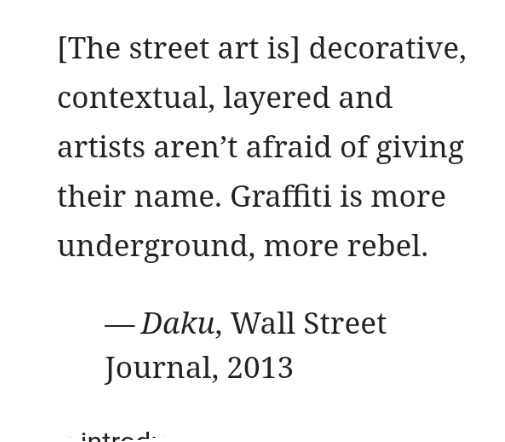 [The street art is] decorative,
contextual, layered and
artists aren’t afraid of giving
their name. Graffiti is more
underground, more rebel.
— Daku, Wall Street
Journal, 2013